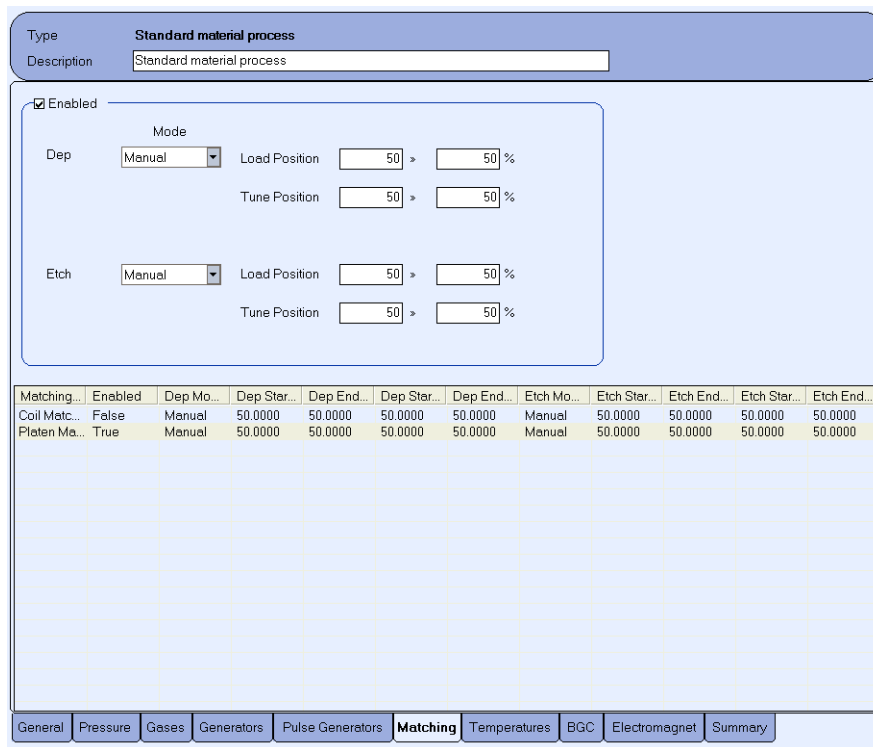 Type Standard material process
Description Standard material process
Enabled
Mode
Dep Manual Load Position 50 » 50 %
Tune Position 50 » 50 %
Etch Manual Load Position 50 » 50 %
Tune Position 50 » 50 %
Matching... Enabled Dep Mo... Dep Star... Dep End... Dep Star... Dep End... Etch Mo... Etch Star... Etch End... Etch Star... Etch End...
Coil Matc... False Manual 50.0000 50.0000 50.0000 50.0000 Manual 50.0000 50.0000 50.0000 50.0000
Platen Ma... True Manual 50.0000 50.0000 50.0000 50.0000 Manual 50.0000 50.0000 50.0000 50.0000
General Pressure Gases Generators Pulse Generators Matching Temperatures BGC Electromagnet Summary